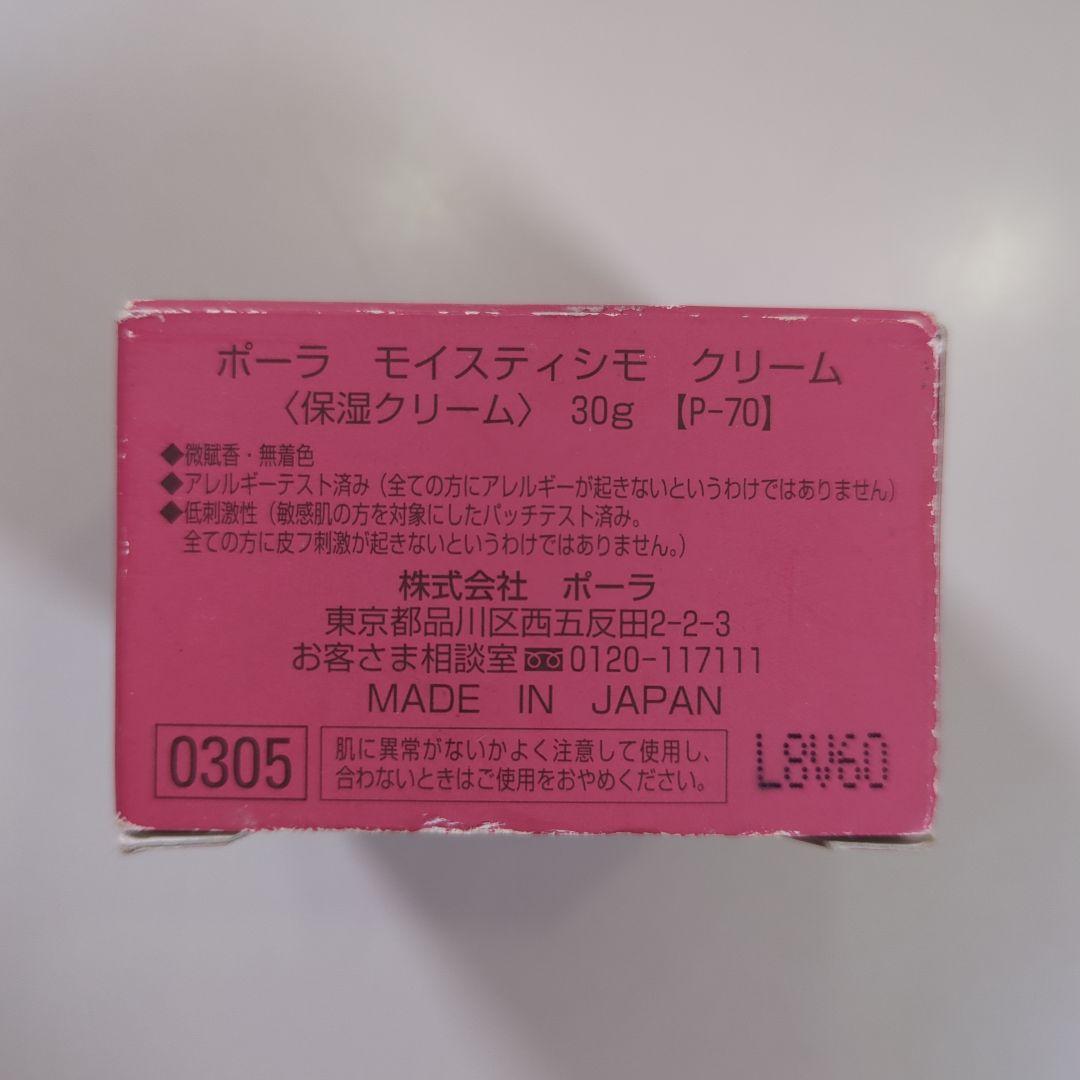 ポーラ　モイスティシモ　クリーム
〈保湿クリーム〉 30g 【P-70】
◆微賦香・無着色
◆アレルギーテスト済み（全ての方にアレルギーが起きないというわけではありません）
◆低刺激性（敏感肌の方を対象にしたパッチテスト済み。
全ての方に皮フ刺激が起きないというわけではありません。）
株式会社　ポーラ
東京都品川区西五反田2-2-3
お客さま相談室 0120-117111
MADE IN JAPAN
0305
肌に異常がないかよく注意して使用し、
合わないときはご使用をおやめください。
L8V60